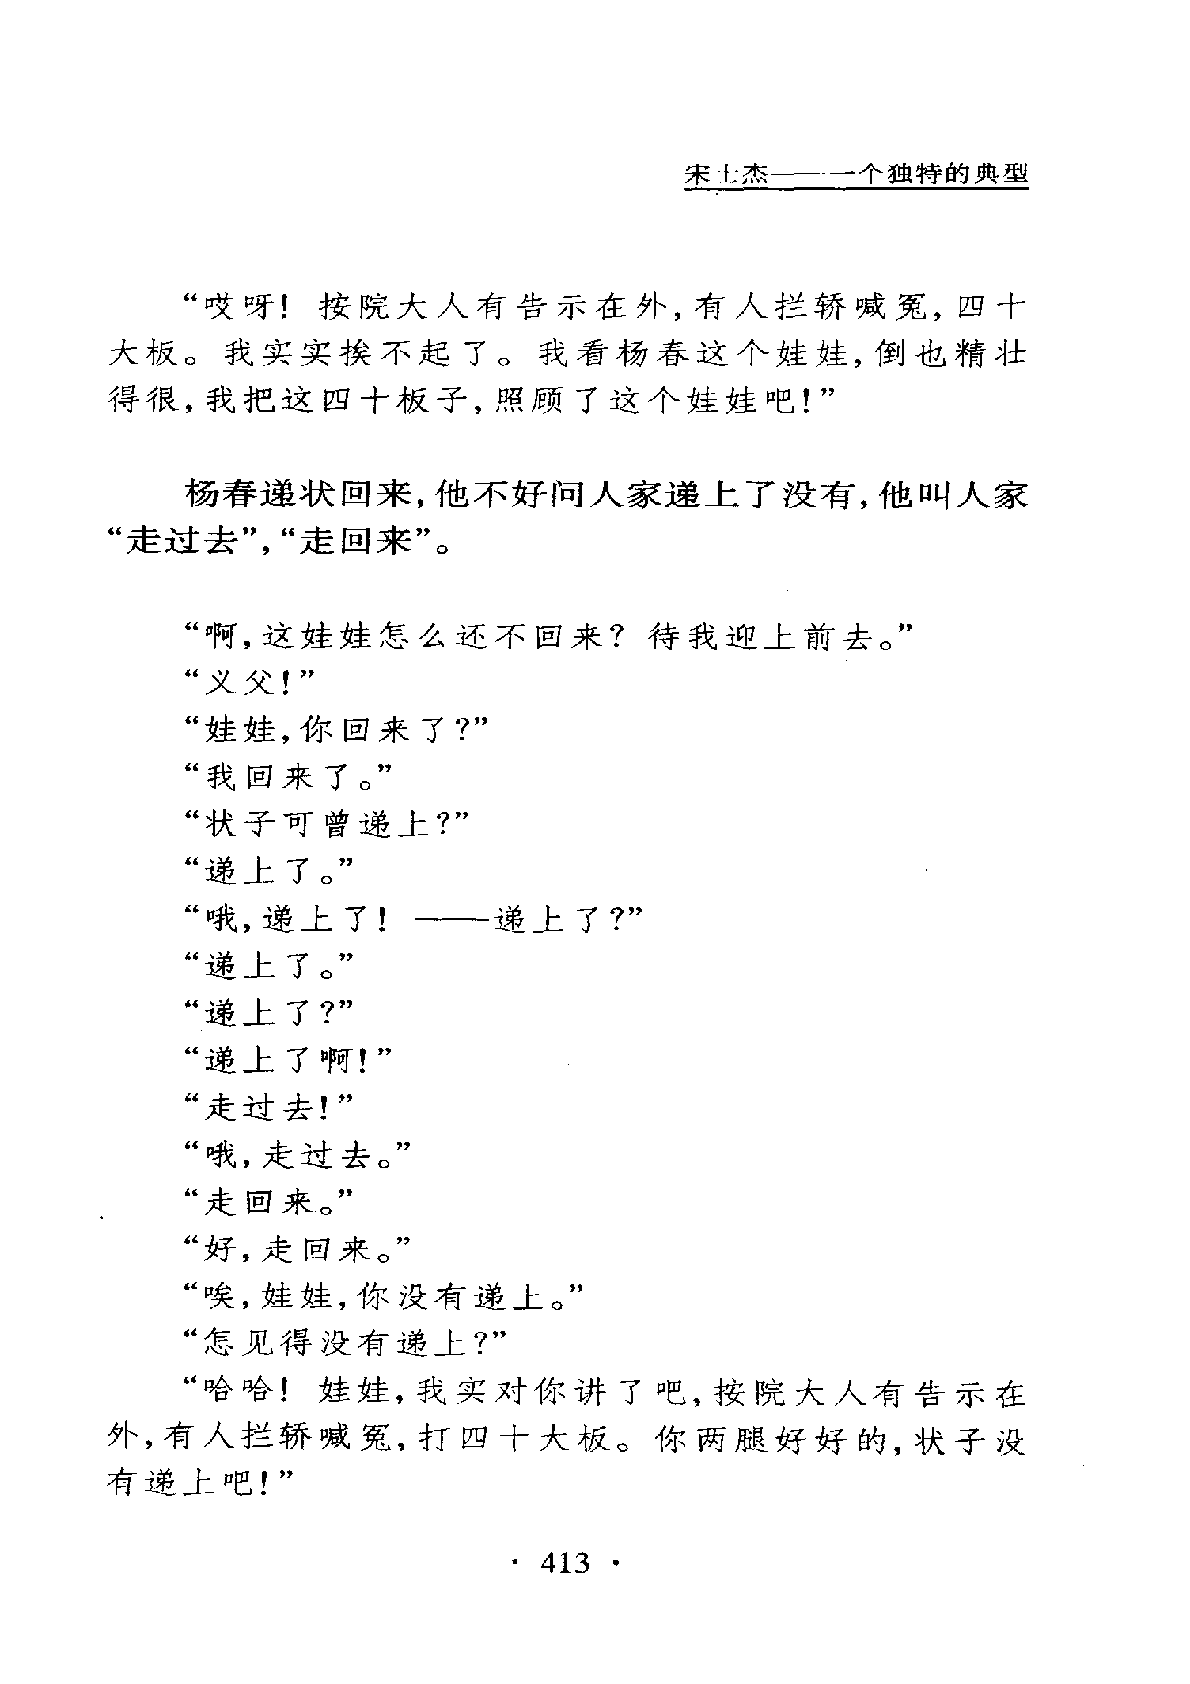 宋士杰——一个独特的典型
“哎呀！按院大人有告示在外，有人拦轿喊冤，四十
大板。我实实挨不起了。我看杨春这个娃娃，倒也精壮
得很，我把这四十板子，照顾了这个娃娃吧！”
杨春递状回来，他不好问人家递上了没有，他叫人家
“走过去”，“走回来”。
“啊，这娃娃怎么还不回来？待我迎上前去。”
“义父！”
“娃娃，你回来了？”
“我回来了。”
“状子可曾递上？”
“递上了。”
“哦，递上了！——递上了？”
“递上了。”
“递上了？”
“递上了啊！”
“走过去！”
“哦，走过去。”
“走回来。”
“好，走回来。”
“唉，娃娃，你没有递上。”
“怎见得没有递上？”
“哈哈！娃娃，我实对你讲了吧，按院大人有告示在
外，有人拦轿喊冤，打四十大板。你两腿好好的，状子没
有递上吧！”
· 413 ·